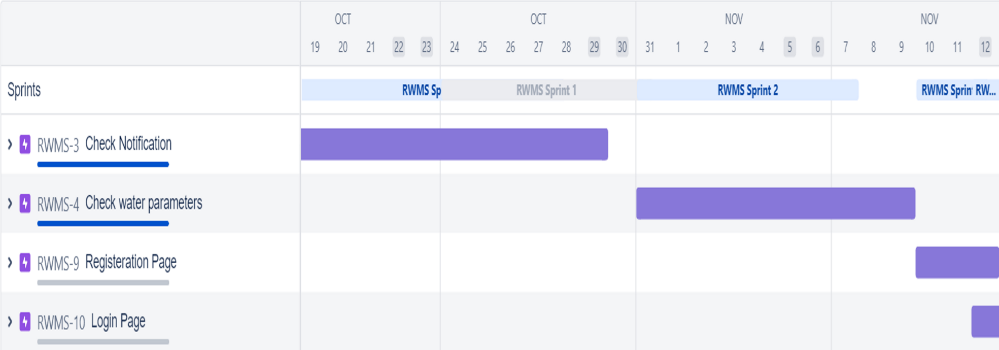 OCT OCT NOV NOV
19 20 21 22 23 24 25 26 27 28 29 30 31 1 2 3 4 5 6 7 8 9 10 11 12
Sprints RWMS Sp RWMS Sprint 1 RWMS Sprint 2 RWMS Sprin RW...
RWMS-3 Check Notification
RWMS-4 Check water parameters
RWMS-9 Registeration Page
RWMS-10 Login Page